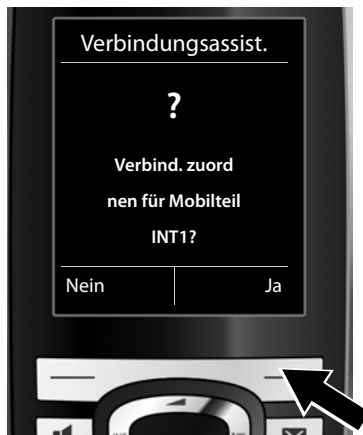 Verbindungsassist.
?
Verbind. zuord
nen für Mobilteil
INT1?
Nein Ja